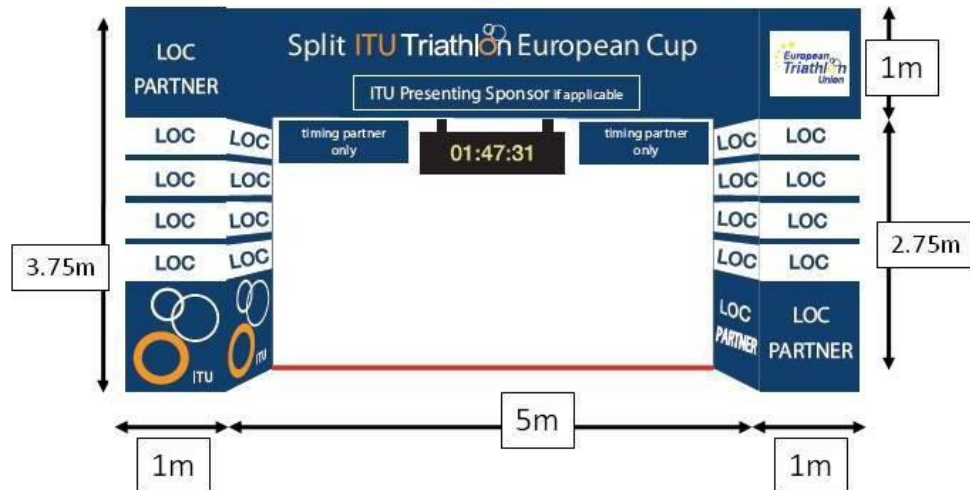 LOC
PARTNER
Split ITU Triathlon European Cup
ITU Presenting Sponsor if applicable
European
Triathlon
Union
1m
timing partner
only
01:47:31
timing partner
only
LOC LOC
LOC LOC
LOC LOC
LOC LOC
LOC LOC
LOC LOC
LOC LOC
LOC LOC
3.75m
2.75m
ITU
ITU
LOC
PARTNER
LOC
PARTNER
1m
5m
1m